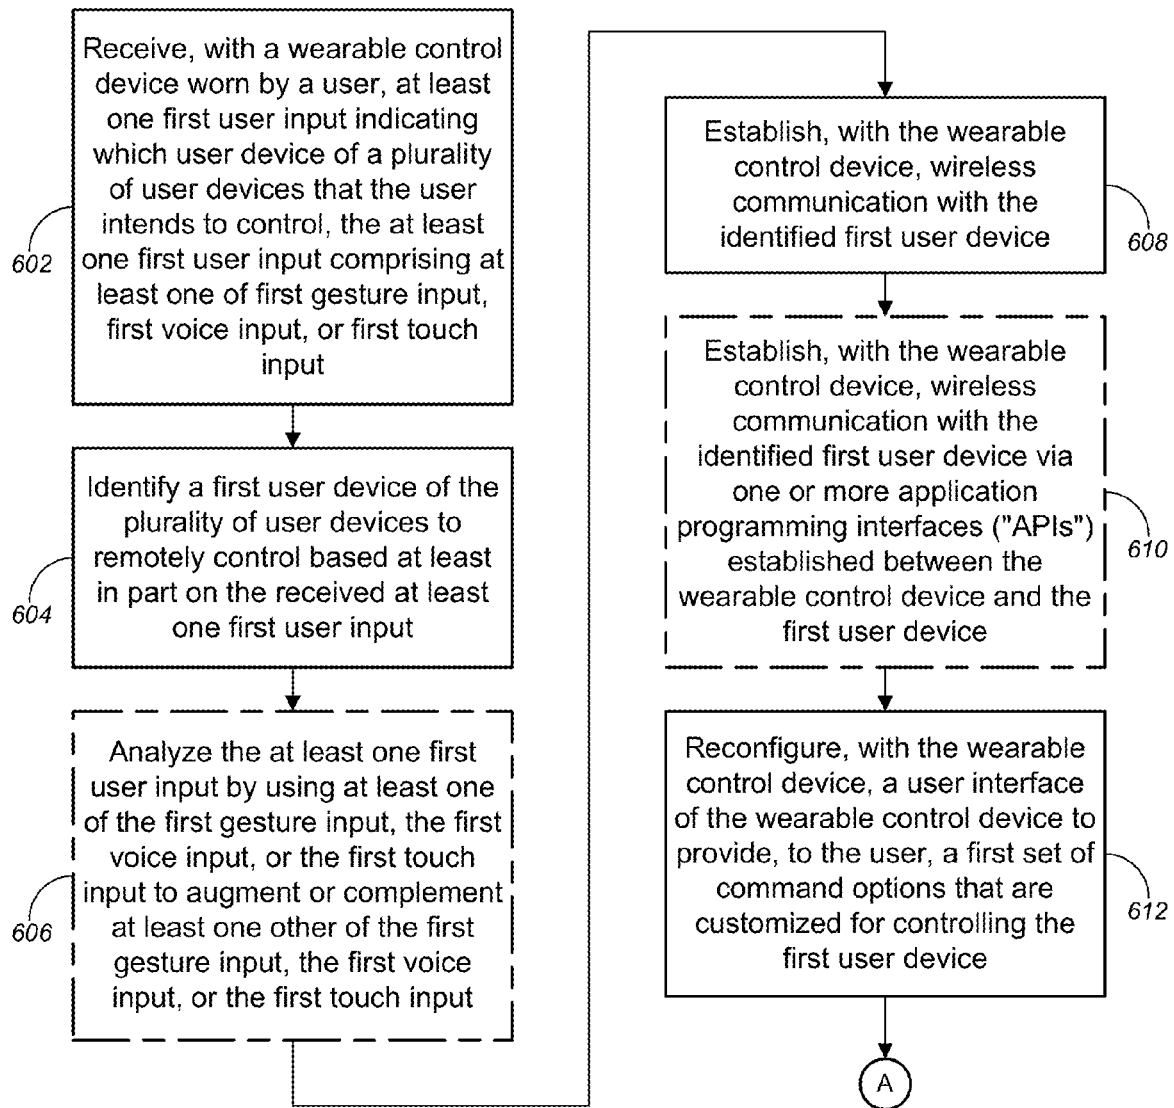 Receive, with a wearable control
device worn by a user, at least
one first user input indicating
which user device of a plurality
of user devices that the user
intends to control, the at least
one first user input comprising at
least one of first gesture input,
first voice input, or first touch
input
602
Identify a first user device of the
plurality of user devices to
remotely control based at least
in part on the received at least
one first user input
604
Analyze the at least one first
user input by using at least one
of the first gesture input, the first
voice input, or the first touch
input to augment or complement
at least one other of the first
gesture input, the first voice
input, or the first touch input
606
Establish, with the wearable
control device, wireless
communication with the
identified first user device
608
Establish, with the wearable
control device, wireless
communication with the
identified first user device via
one or more application
programming interfaces ("APIs")
established between the
wearable control device and the
first user device
610
Reconfigure, with the wearable
control device, a user interface
of the wearable control device to
provide, to the user, a first set of
command options that are
customized for controlling the
first user device
612
A